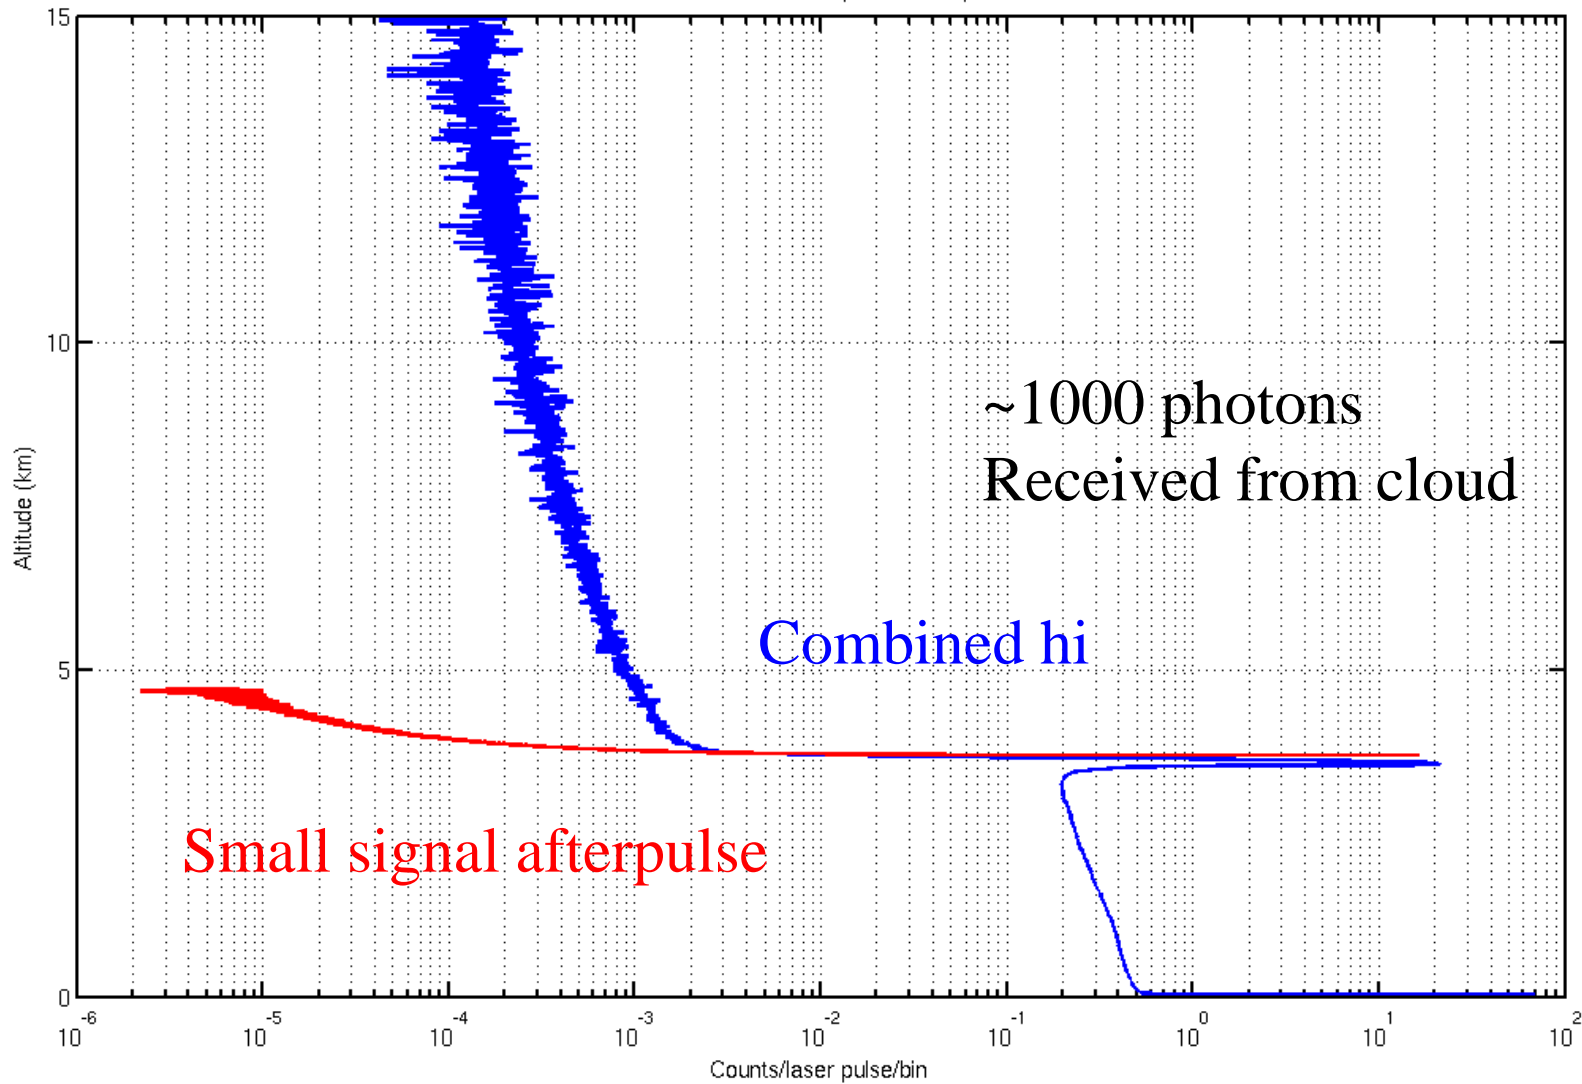 15
10
5
0
Altitude (km)
~1000 photons
Received from cloud
Combined hi
Small signal afterpulse
10^-6 10^-5 10^-4 10^-3 10^-2 10^-1 10^0 10^1 10^2
Counts/laser pulse/bin